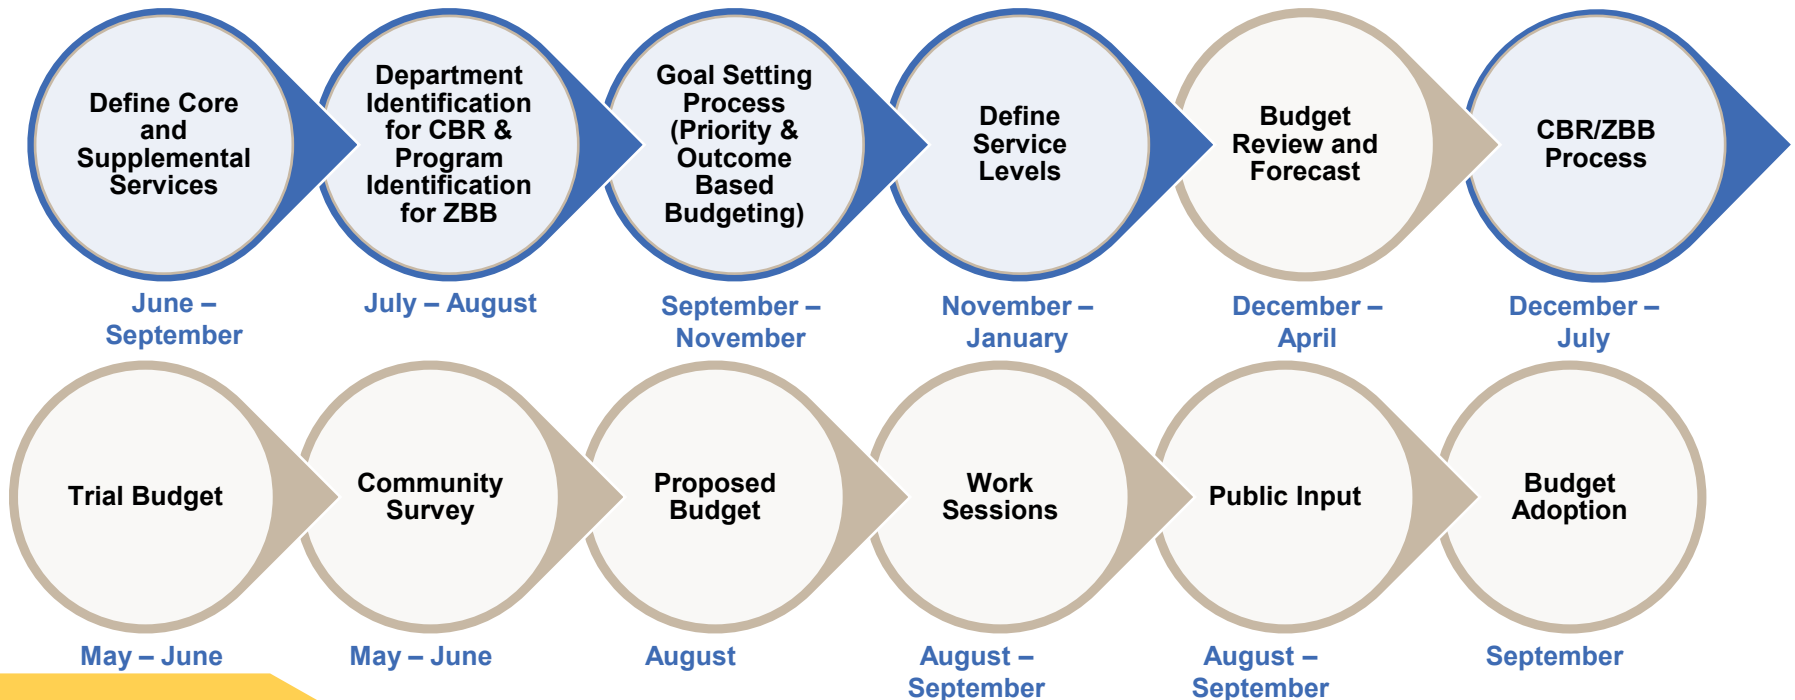 Define Core
and
Supplemental
Services
June –
September
Department
Identification
for CBR &
Program
Identification
for ZBB
July – August
Goal Setting
Process
(Priority &
Outcome
Based
Budgeting)
September –
November
Define
Service
Levels
November –
January
Budget
Review and
Forecast
December –
April
CBR/ZBB
Process
December –
July
Trial Budget
May – June
Community
Survey
May – June
Proposed
Budget
August
Work
Sessions
August –
September
Public Input
August –
September
Budget
Adoption
September